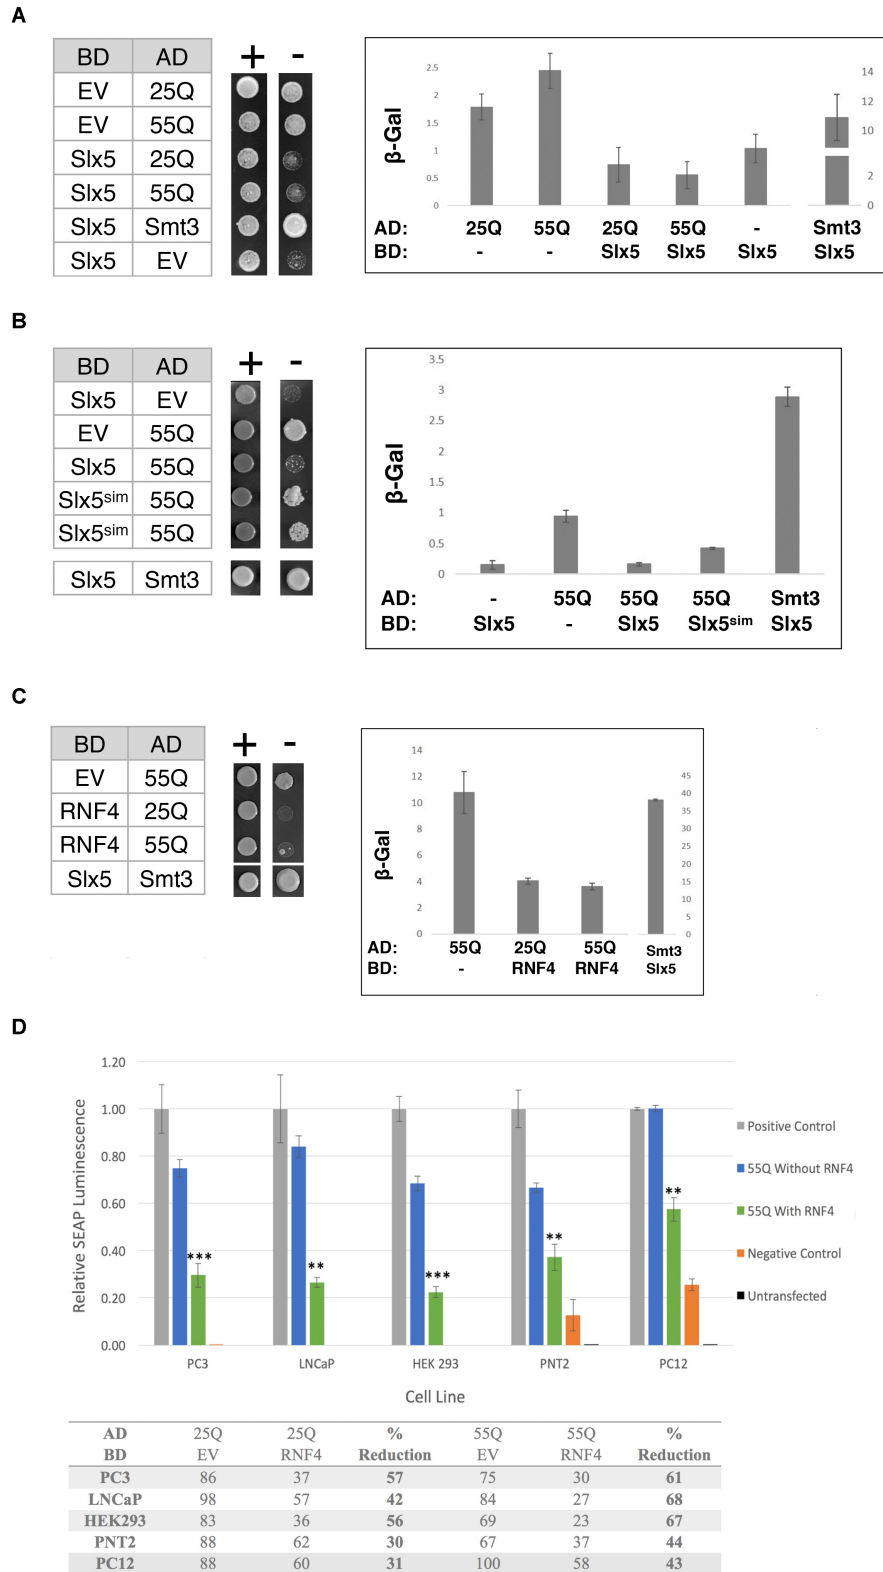 A
BD AD + -
EV 25Q
EV 55Q
Slx5 25Q
Slx5 55Q
Slx5 Smt3
Slx5 EV
β-Gal
2.5
2
1.5
1
0.5
0
14
12
10
2
0
AD: 25Q 55Q 25Q 55Q - Smt3
BD: - - Slx5 Slx5 Slx5 Slx5
B
BD AD + -
Slx5 EV
EV 55Q
Slx5 55Q
Slx5sim 55Q
Slx5sim 55Q
Slx5 Smt3
β-Gal
3.5
3
2.5
2
1.5
1
0.5
0
AD: - 55Q 55Q 55Q Smt3
BD: Slx5 - Slx5 Slx5sim Slx5
C
BD AD + -
EV 55Q
RNF4 25Q
RNF4 55Q
Slx5 Smt3
β-Gal
14
12
10
8
6
4
2
0
45
40
35
30
25
20
15
10
5
0
AD: 55Q 25Q 55Q Smt3
BD: - RNF4 RNF4 Slx5
D
Relative SEAP Luminescence
1.20
1.00
0.80
0.60
0.40
0.20
0.00
*** ** *** ** **
PC3 LNCaP HEK 293 PNT2 PC12
Cell Line
Positive Control
55Q Without RNF4
55Q With RNF4
Negative Control
Untransfected
AD 25Q 25Q % 55Q 55Q %
BD EV RNF4 Reduction EV RNF4 Reduction
PC3 86 37 57 75 30 61
LNCaP 98 57 42 84 27 68
HEK293 83 36 56 69 23 67
PNT2 88 62 30 67 37 44
PC12 88 60 31 100 58 43